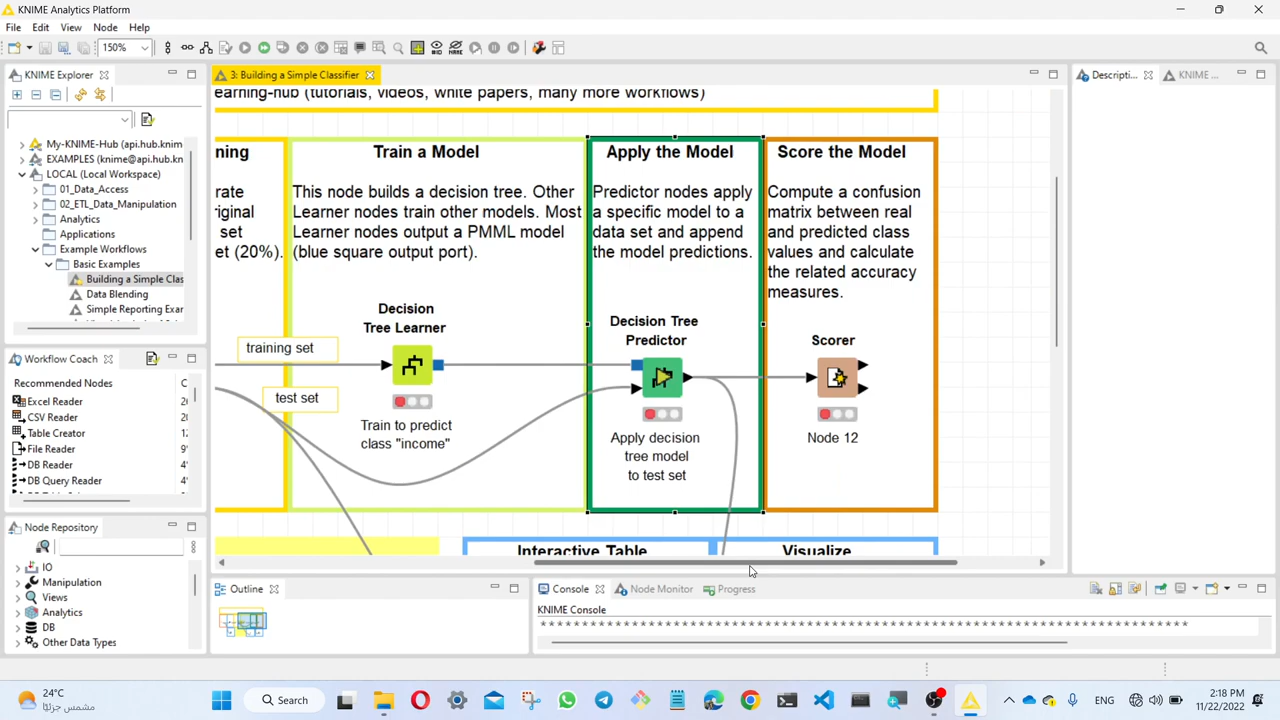 KNIME Analytics Platform
File Edit View Node Help
150%
KNIME Explorer
3: Building a Simple Classifier
Descripti...
KNIME ...
My-KNIME-Hub (api.hub.knim
EXAMPLES (knime@api.hub.kn
LOCAL (Local Workspace)
01_Data_Access
02_ETL_Data_Manipulation
Analytics
Applications
Example Workflows
Basic Examples
Building a Simple Clas
Data Blending
Simple Reporting Exar
earning-hub (tutorials, videos, white papers, many more workflows)
ning
rate
riginal
set
et (20%).
Train a Model
This node builds a decision tree. Other
Learner nodes train other models. Most
Learner nodes output a PMML model
(blue square output port).
Apply the Model
Predictor nodes apply
a specific model to a
data set and append
the model predictions.
Score the Model
Compute a confusion
matrix between real
and predicted class
values and calculate
the related accuracy
measures.
training set
test set
Decision
Tree Learner
Train to predict
class "income"
Decision Tree
Predictor
Apply decision
tree model
to test set
Scorer
Node 12
Interactive Table
Visualize
Workflow Coach
Recommended Nodes C
Excel Reader 2
CSV Reader 2
Table Creator 1
File Reader 9
DB Reader 4
DB Query Reader 4
Node Repository
IO
Manipulation
Views
Analytics
DB
Other Data Types
Outline
Console
Node Monitor
Progress
KNIME Console
********************************************************************************
24°C
مشمس جزئيًا
Search
ENG
2:18 PM
11/22/2022